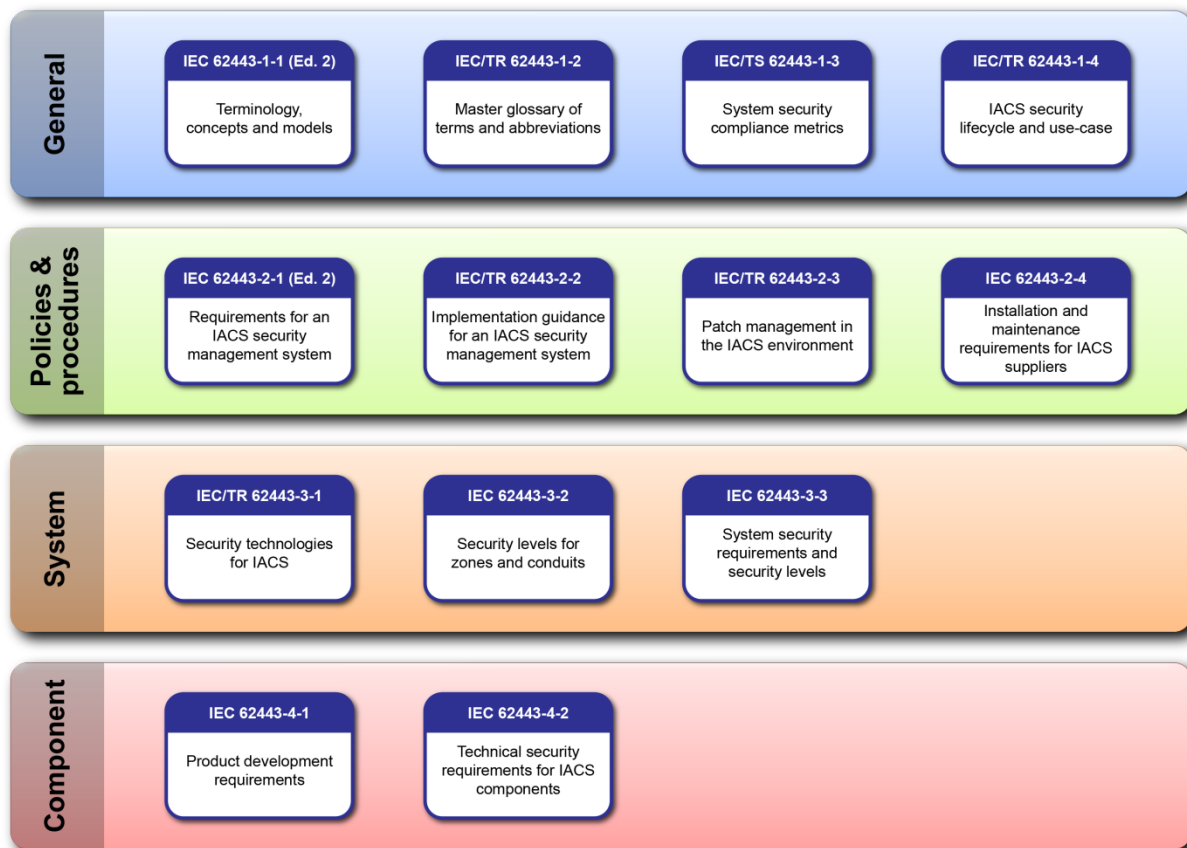 General
IEC 62443-1-1 (Ed. 2)
Terminology,
concepts and models
IEC/TR 62443-1-2
Master glossary of
terms and abbreviations
IEC/TS 62443-1-3
System security
compliance metrics
IEC/TR 62443-1-4
IACS security
lifecycle and use-case
Policies &
procedures
IEC 62443-2-1 (Ed. 2)
Requirements for an
IACS security
management system
IEC/TR 62443-2-2
Implementation guidance
for an IACS security
management system
IEC/TR 62443-2-3
Patch management in
the IACS environment
IEC 62443-2-4
Installation and
maintenance
requirements for IACS
suppliers
System
IEC/TR 62443-3-1
Security technologies
for IACS
IEC 62443-3-2
Security levels for
zones and conduits
IEC 62443-3-3
System security
requirements and
security levels
Component
IEC 62443-4-1
Product development
requirements
IEC 62443-4-2
Technical security
requirements for IACS
components